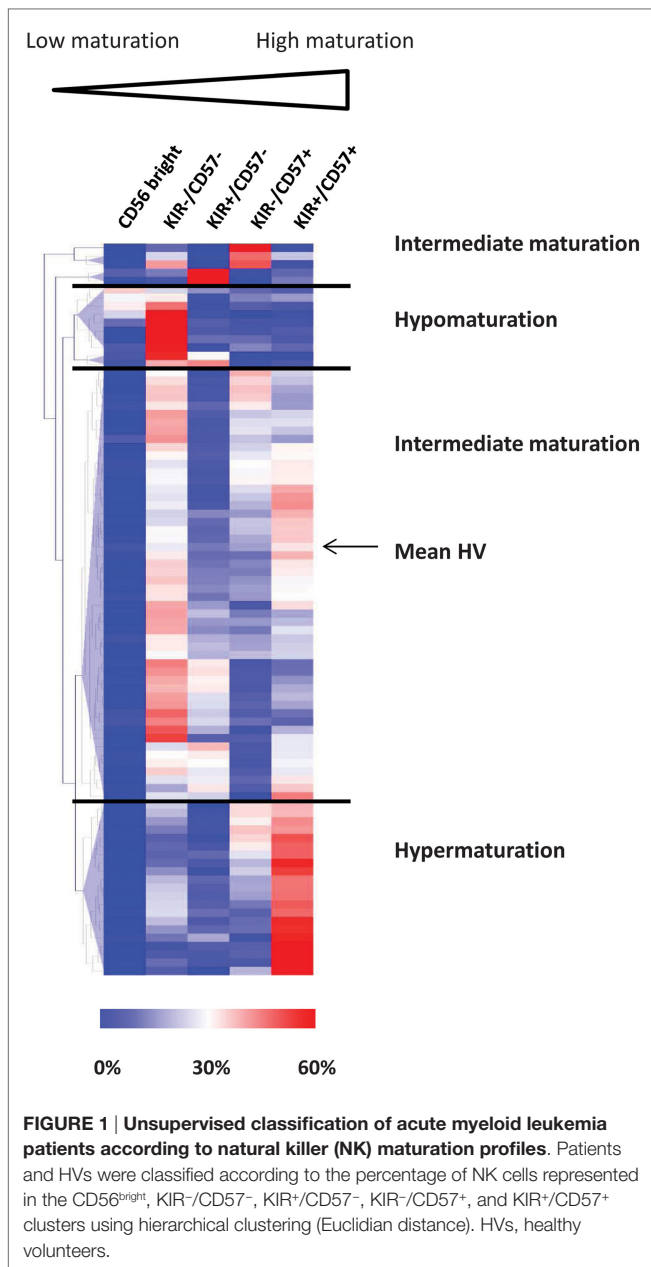 Low maturation High maturation
CD56 bright KIR-/CD57- KIR+/CD57- KIR-/CD57+ KIR+/CD57+
Intermediate maturation
Hypomaturation
Intermediate maturation
Mean HV
Hypermaturation
0% 30% 60%
FIGURE 1 | Unsupervised classification of acute myeloid leukemia
patients according to natural killer (NK) maturation profiles. Patients
and HVs were classified according to the percentage of NK cells represented
in the CD56bright, KIR−/CD57−, KIR+/CD57−, KIR−/CD57+, and KIR+/CD57+
clusters using hierarchical clustering (Euclidian distance). HVs, healthy
volunteers.